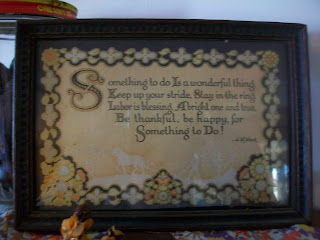 Something to do Is a wonderful thing.
Keep up your stride, Stay in the ring.
Labor is blessing, A bright one and true,
Be thankful, be happy, for
Something to Do!